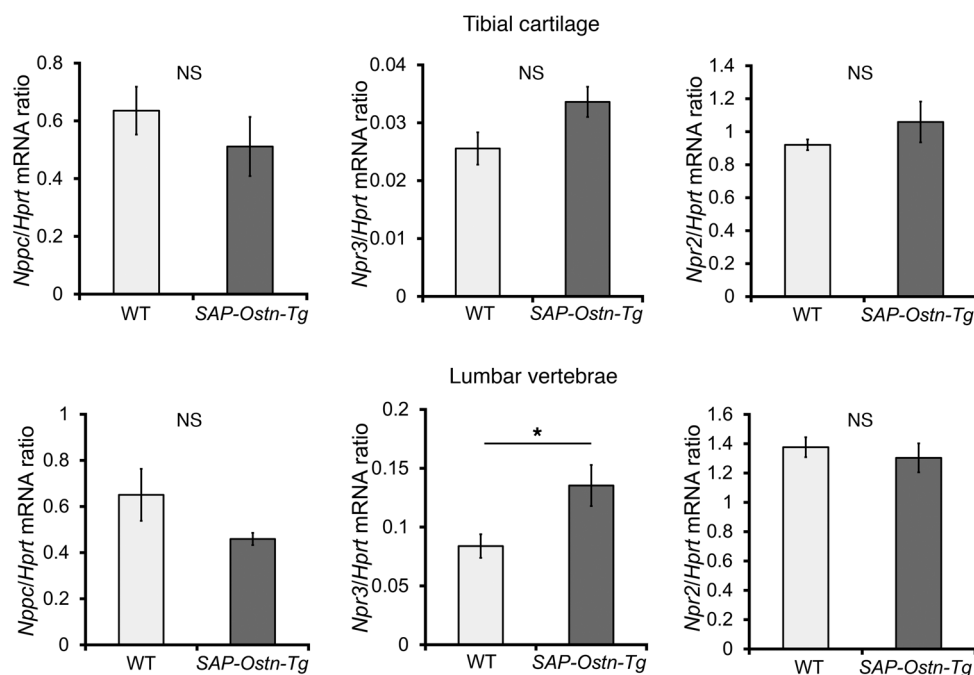 Tibial cartilage
Nppc/Hprt mRNA ratio
0.8
0.6
0.4
0.2
0
NS
WT
SAP-Ostn-Tg
Npr3/Hprt mRNA ratio
0.04
0.03
0.02
0.01
0
NS
WT
SAP-Ostn-Tg
Npr2/Hprt mRNA ratio
1.4
1.2
1
0.8
0.6
0.4
0.2
0
NS
WT
SAP-Ostn-Tg
Lumbar vertebrae
Nppc/Hprt mRNA ratio
1
0.8
0.6
0.4
0.2
0
NS
WT
SAP-Ostn-Tg
Npr3/Hprt mRNA ratio
0.2
0.15
0.1
0.05
0
*
WT
SAP-Ostn-Tg
Npr2/Hprt mRNA ratio
1.6
1.4
1.2
1
0.8
0.6
0.4
0.2
0
NS
WT
SAP-Ostn-Tg